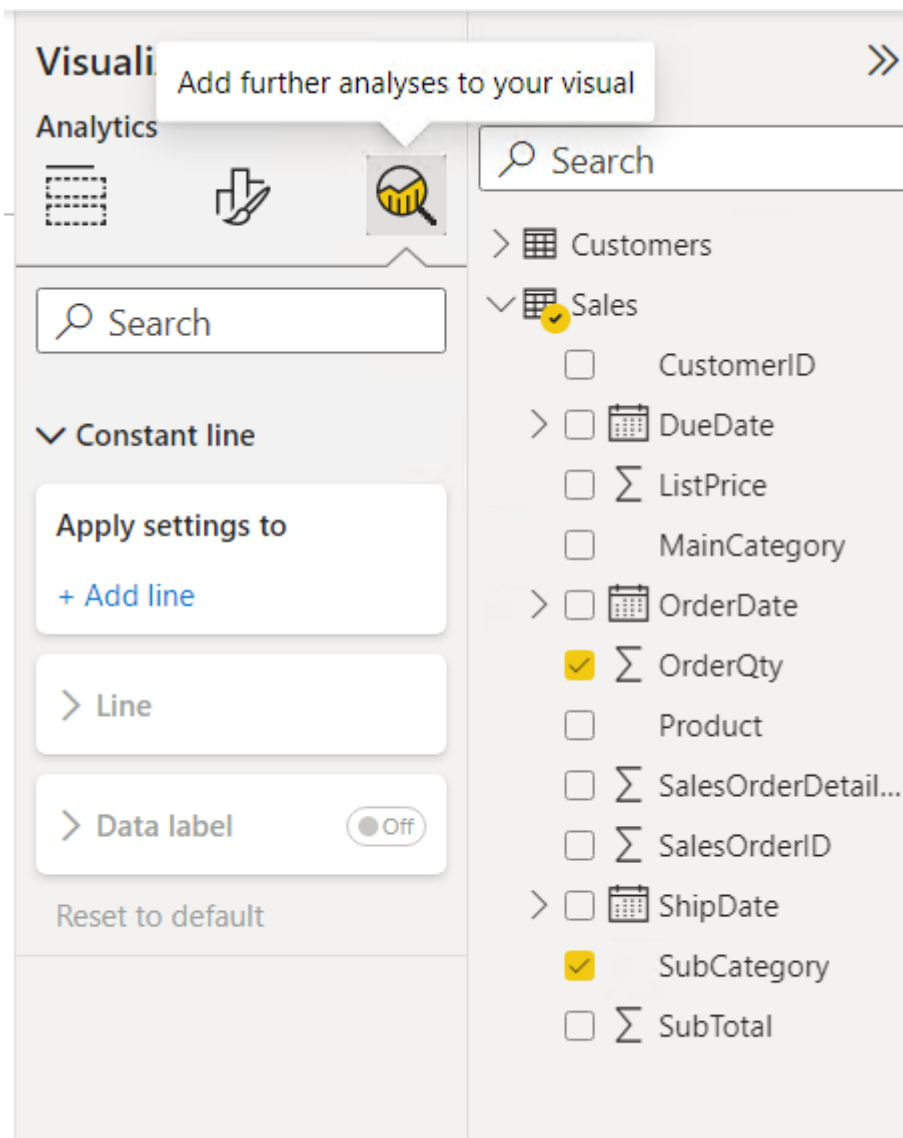 Visuali
Add further analyses to your visual
Analytics
Search
Constant line
Apply settings to
+ Add line
Line
Data label
Off
Reset to default
Search
Customers
Sales
CustomerID
DueDate
ListPrice
MainCategory
OrderDate
OrderQty
Product
SalesOrderDetail...
SalesOrderID
ShipDate
SubCategory
SubTotal